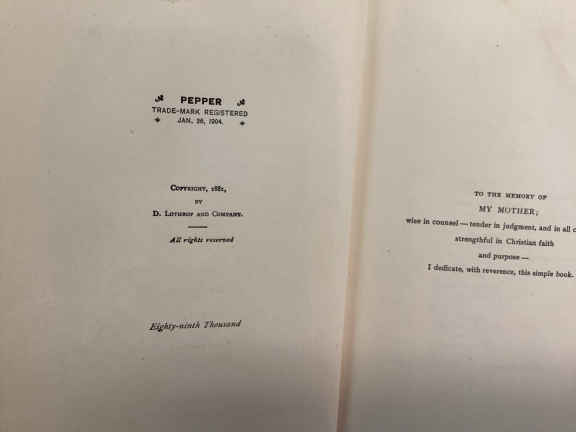 PEPPER
TRADE-MARK REGISTERED
JAN. 26, 1904.
COPYRIGHT, 1881,
BY
D. LOTHROP AND COMPANY.
All rights reserved
Eighty-ninth Thousand
TO THE MEMORY OF
MY MOTHER;
wise in counsel — tender in judgment, and in all c
strengthful in Christian faith
and purpose —
I dedicate, with reverence, this simple book.